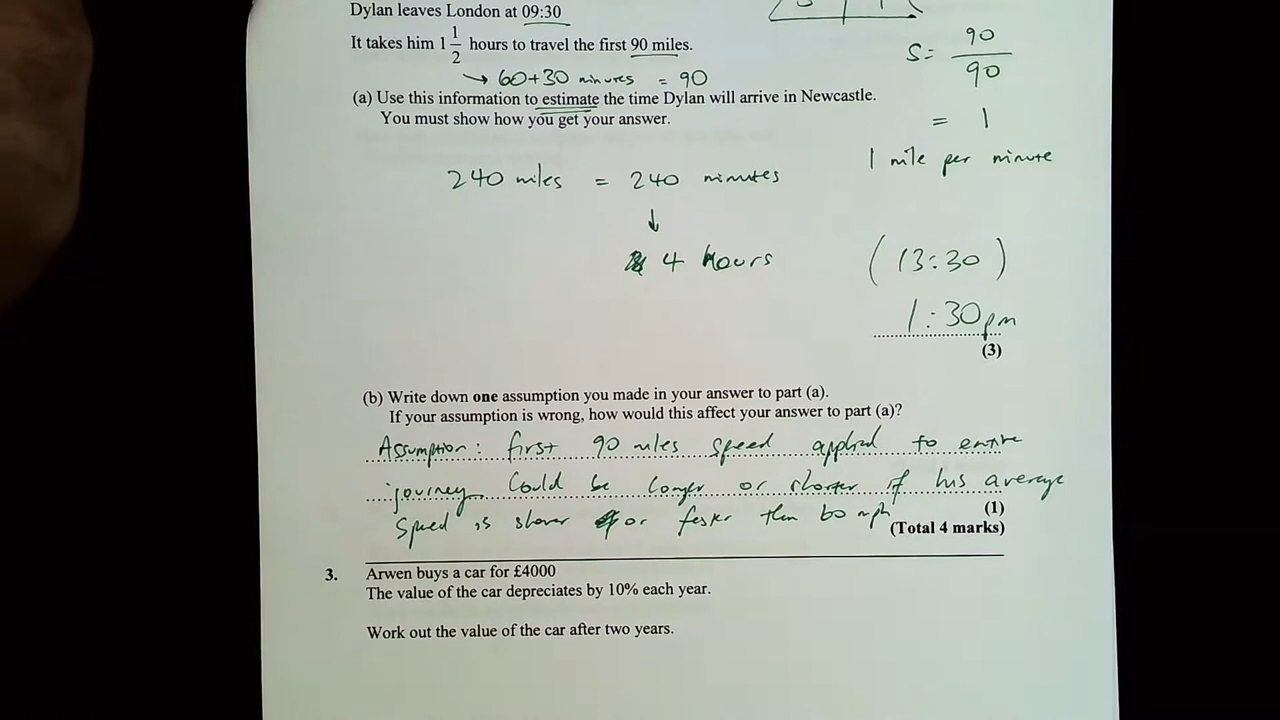 Dylan leaves London at 09:30
It takes him 1 1/2 hours to travel the first 90 miles.
→ 60+30 minutes = 90
S = 90/90
(a) Use this information to estimate the time Dylan will arrive in Newcastle.
You must show how you get your answer.
= 1
1 mile per minute
240 miles = 240 minutes
↓
4 hours
(13:30)
1:30pm
(3)
(b) Write down one assumption you made in your answer to part (a).
If your assumption is wrong, how would this affect your answer to part (a)?
Assumption: first 90 miles speed applied to entire
journey. Could be longer or shorter if his average
(1)
speed is slower or faster than 60 mph
(Total 4 marks)
3. Arwen buys a car for £4000
The value of the car depreciates by 10% each year.
Work out the value of the car after two years.